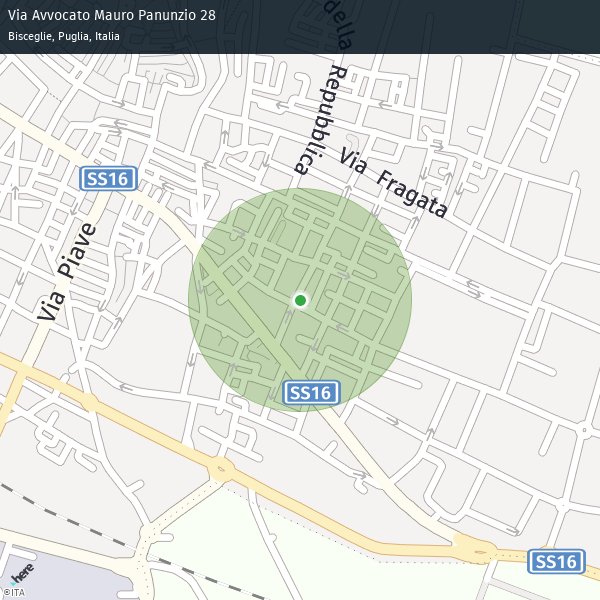 Via Avvocato Mauro Panunzio 28
Bisceglie, Puglia, Italia
della Repubblica
Via Fragata
SS16
Via Piave
SS16
SS16
here
©ITA